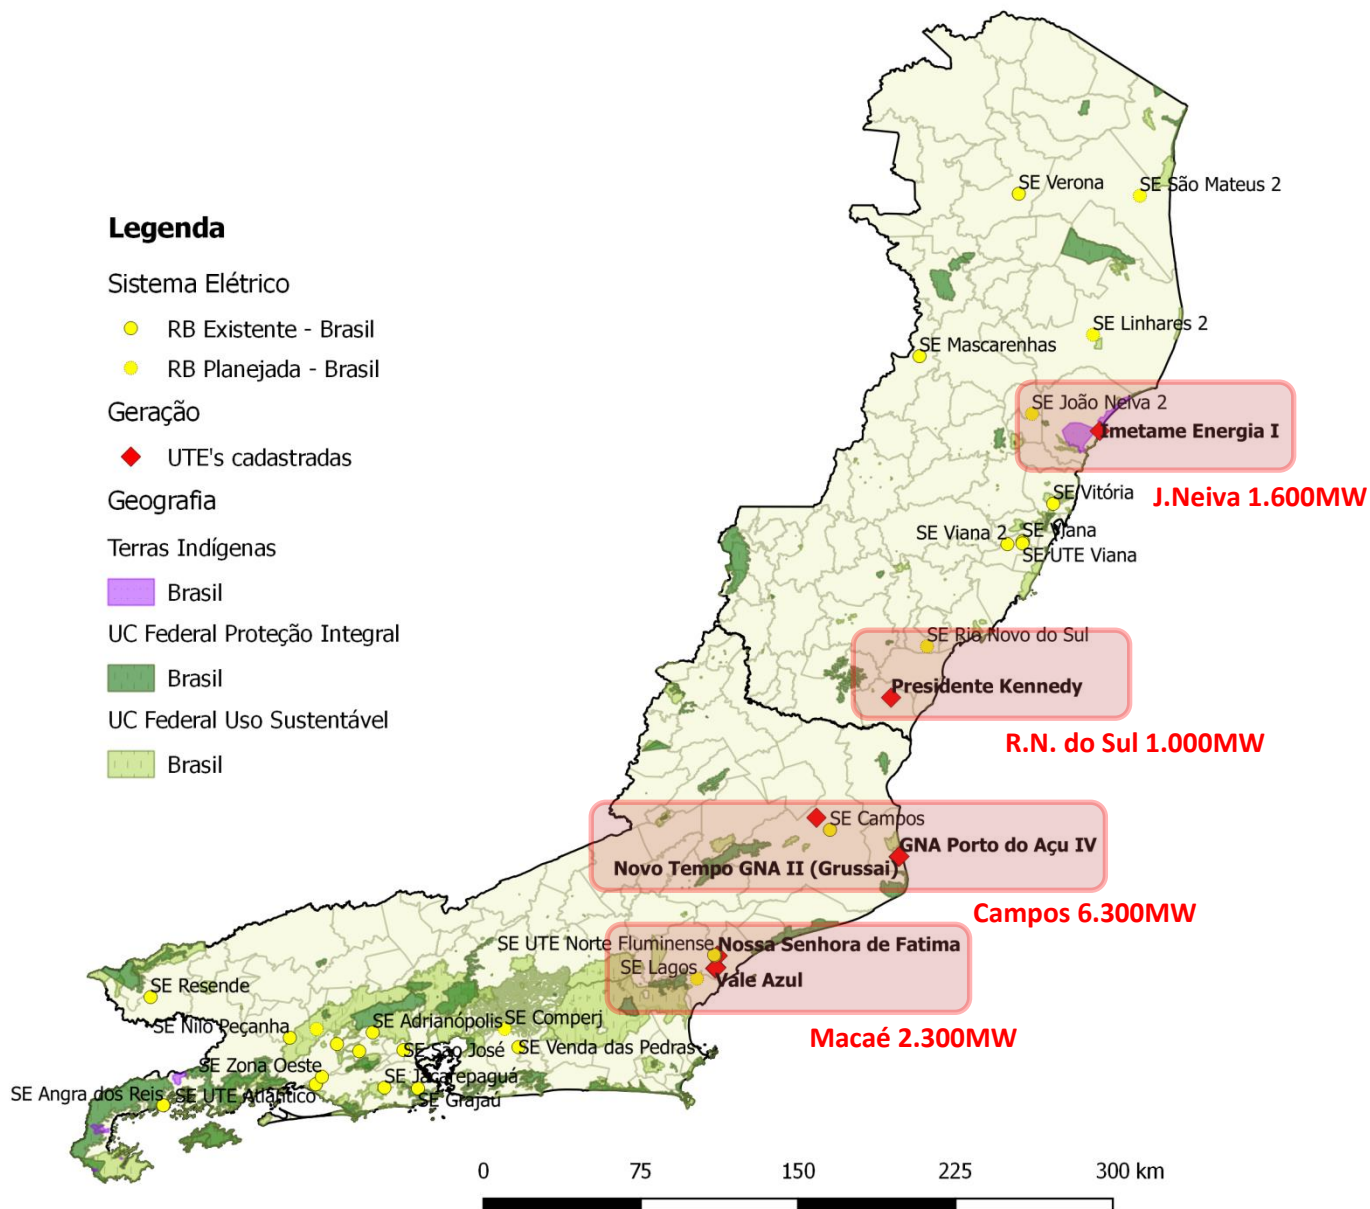 Legenda
Sistema Elétrico
RB Existente - Brasil
RB Planejada - Brasil
Geração
UTE's cadastradas
Geografia
Terras Indígenas
Brasil
UC Federal Proteção Integral
Brasil
UC Federal Uso Sustentável
Brasil
SE Verona
SE São Mateus 2
SE Linhares 2
SE Mascarenhas
SE João Neiva 2
Imetame Energia I
J.Neiva 1.600MW
SE Vitória
SE Viana 2
SE Viana
SE UTE Viana
SE Rio Novo do Sul
Presidente Kennedy
R.N. do Sul 1.000MW
SE Campos
GNA Porto do Açu IV
Novo Tempo GNA II (Grussai)
Campos 6.300MW
SE UTE Norte Fluminense
Nossa Senhora de Fatima
SE Lagos
Vale Azul
Macaé 2.300MW
SE Resende
SE Nilo Peçanha
SE Adrianópolis
SE Comperj
SE São José
SE Venda das Pedras
SE Zona Oeste
SE Jacarepaguá
SE Angra dos Reis
SE UTE Atlântico
SE Grajaú
0 75 150 225 300 km